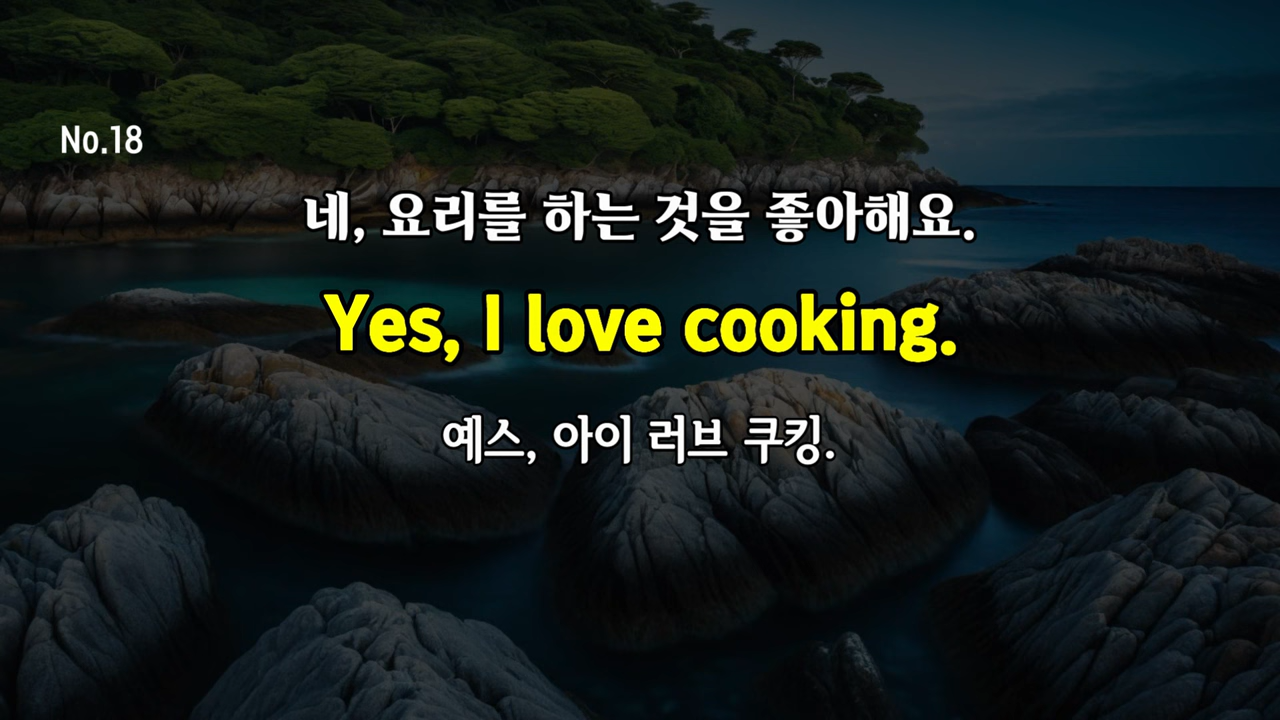 No.18
네, 요리를 하는 것을 좋아해요.
Yes, I love cooking.
예스, 아이 러브 쿠킹.